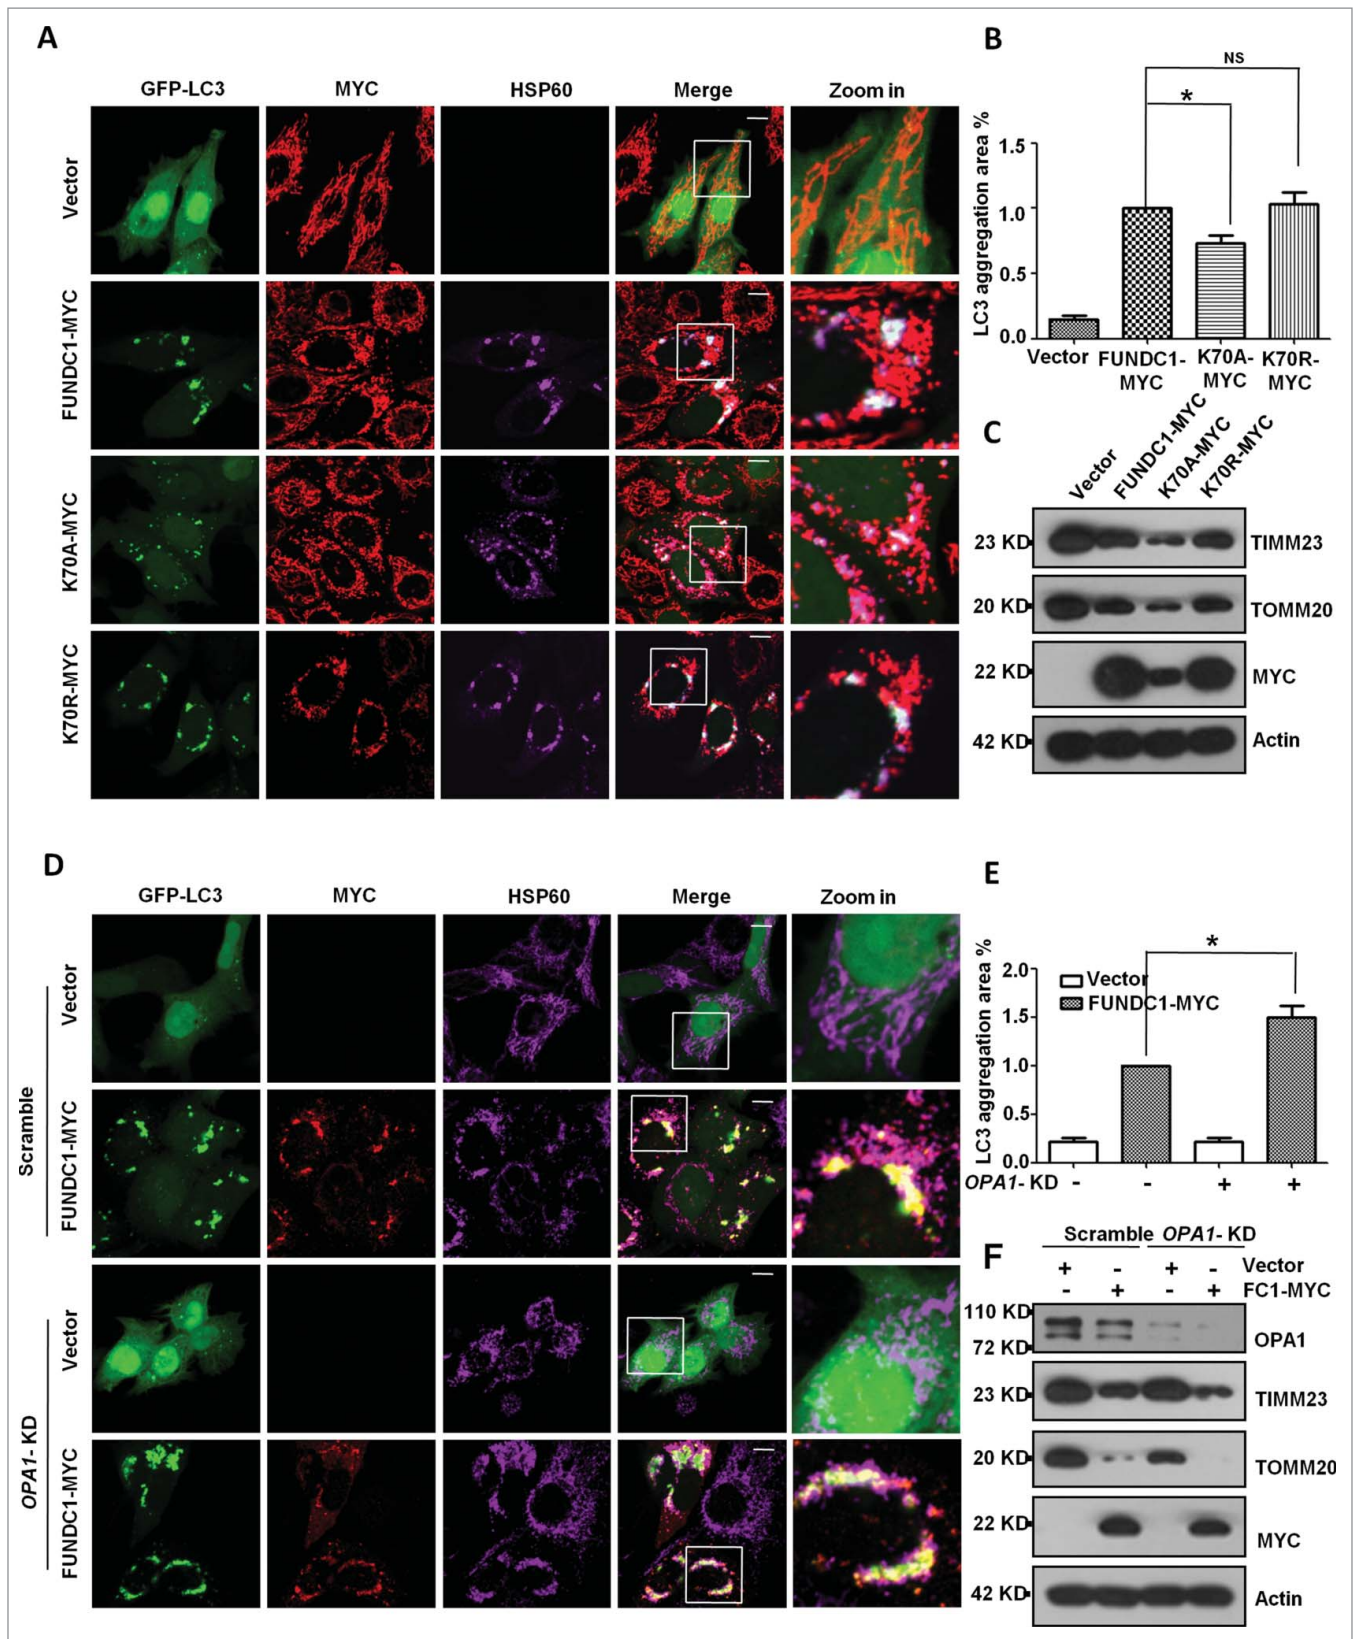 A
GFP-LC3 MYC HSP60 Merge Zoom in
Vector
FUNDC1-MYC
K70A-MYC
K70R-MYC
B
NS
*
LC3 aggregation area %
1.5
1.0
0.5
0.0
Vector FUNDC1-MYC K70A-MYC K70R-MYC
C
Vector FUNDC1-MYC K70A-MYC K70R-MYC
23 KD TIMM23
20 KD TOMM20
22 KD MYC
42 KD Actin
D
GFP-LC3 MYC HSP60 Merge Zoom in
Scramble
Vector
FUNDC1-MYC
OPA1- KD
Vector
FUNDC1-MYC
E
*
LC3 aggregation area %
2.0
1.5
1.0
0.5
0.0
Vector
FUNDC1-MYC
OPA1- KD - - + +
F
Scramble OPA1- KD
+ - + - Vector
- + - + FC1-MYC
110 KD
72 KD
OPA1
23 KD TIMM23
20 KD TOMM20
22 KD MYC
42 KD Actin